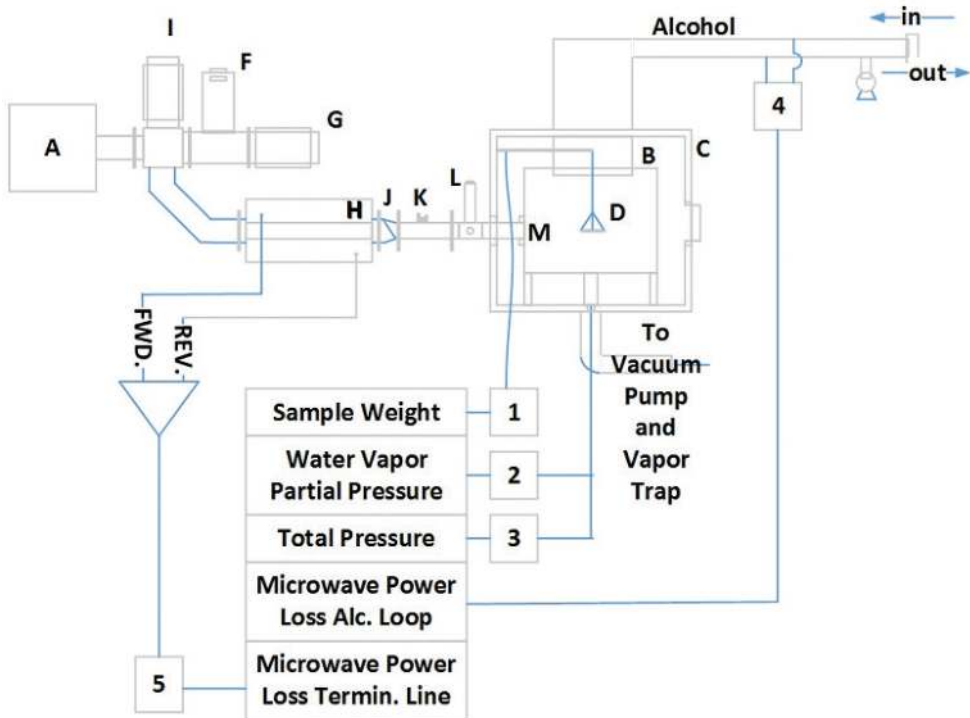 in
Alcohol
out
I
F
G
A
4
B
C
L
J
K
H
D
M
FWD.
REV.
To
Vacuum
Pump
and
Vapor
Trap
Sample Weight
1
Water Vapor
Partial Pressure
2
Total Pressure
3
Microwave Power
Loss Alc. Loop
Microwave Power
Loss Termin. Line
5